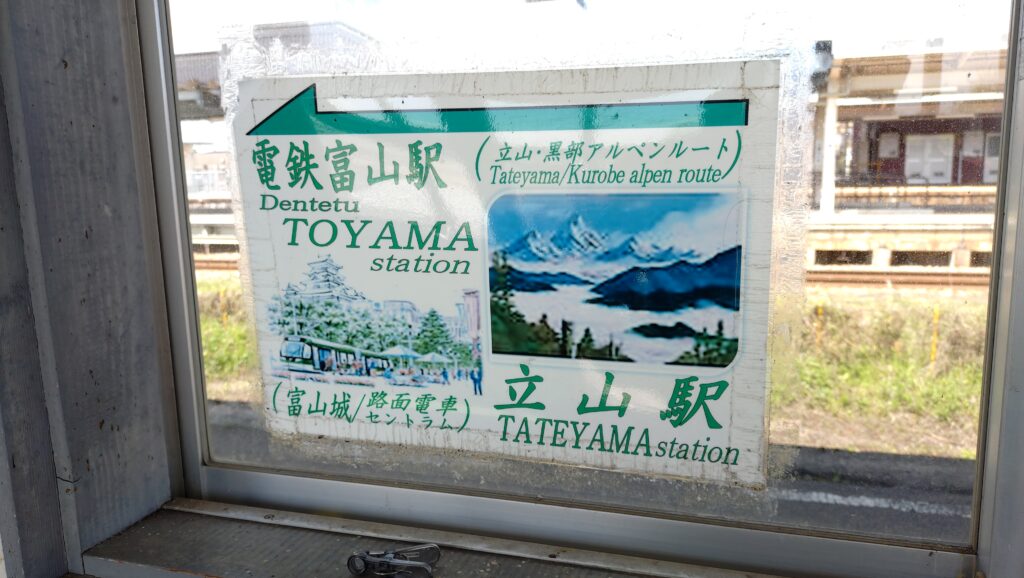 電鉄富山駅
Dentetu
TOYAMA
station
(富山城/路面電車
セントラム)
(立山・黒部アルペンルート)
Tateyama/Kurobe alpen route
立山駅
TATEYAMA station